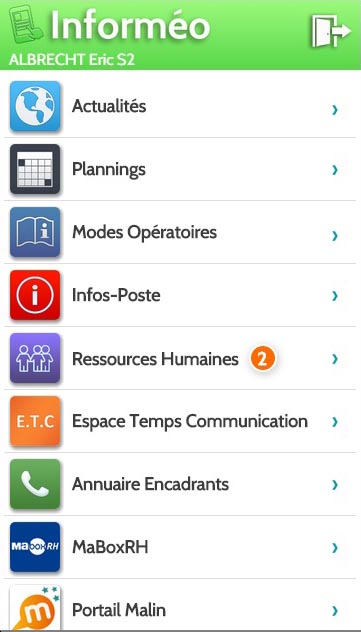 Informéo
ALBRECHT Eric S2
Actualités
Plannings
Modes Opératoires
Infos-Poste
Ressources Humaines 2
E.T.C Espace Temps Communication
Annuaire Encadrants
MaBOXRH MaBoxRH
m Portail Malin